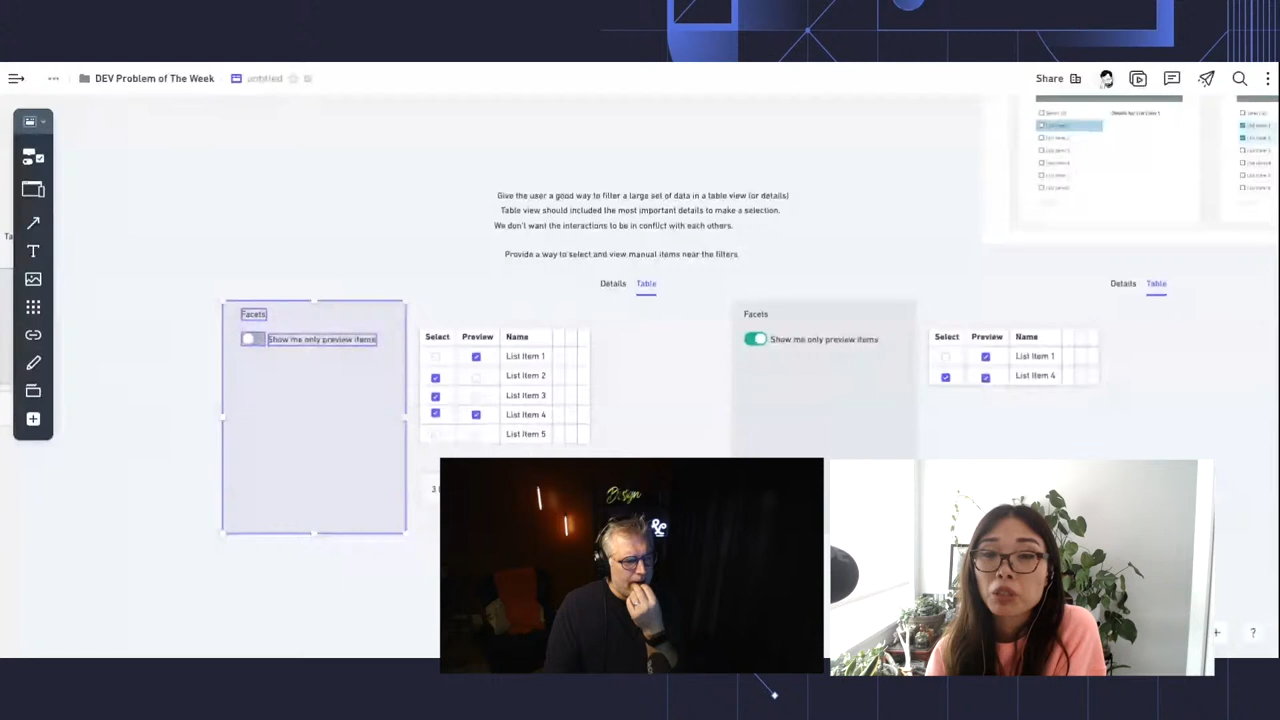 DEV Problem of The Week
untitled
Share
Give the user a good way to filter a large set of data in a table view (or details)
Table view should included the most important details to make a selection.
We don't want the interactions to be in conflict with each others.
Provide a way to select and view manual items near the filters
Details Table
Details Table
Facets
Show me only preview items
Select Preview Name
List Item 1
List Item 2
List Item 3
List Item 4
List Item 5
Facets
Show me only preview items
Select Preview Name
List Item 1
List Item 4
3
Design
T
?